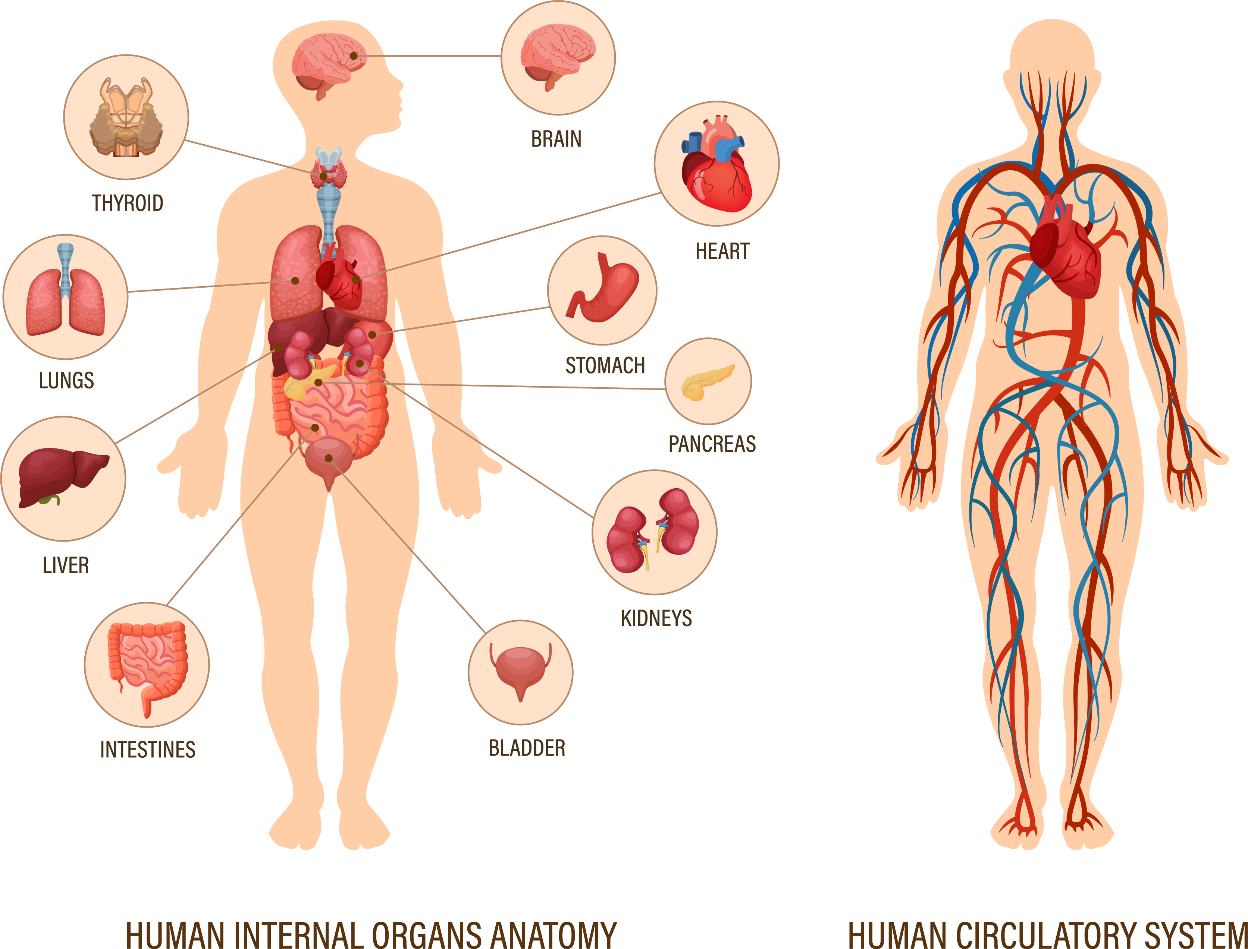 BRAIN
THYROID
HEART
LUNGS
STOMACH
PANCREAS
LIVER
KIDNEYS
INTESTINES
BLADDER
HUMAN INTERNAL ORGANS ANATOMY
HUMAN CIRCULATORY SYSTEM